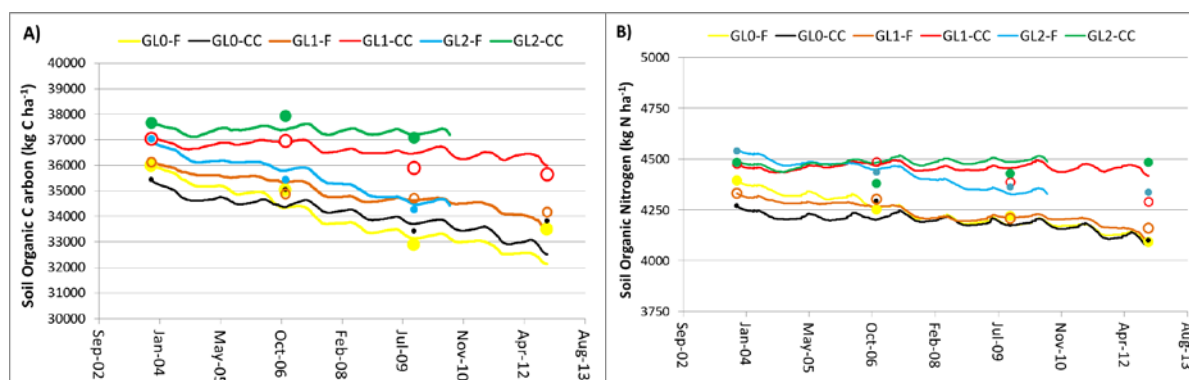 A)
GL0-F GL0-CC GL1-F GL1-CC GL2-F GL2-CC
Soil Organic C carbon (kg C ha⁻¹)
40000
39000
38000
37000
36000
35000
34000
33000
32000
31000
30000
Sep-02
Jan-04
May-05
Oct-06
Feb-08
Jul-09
Nov-10
Apr-12
Aug-13
B)
GL0-F GL0-CC GL1-F GL1-CC GL2-F GL2-CC
Soil Organic Nitrogen (kg N ha⁻¹)
5000
4750
4500
4250
4000
3750
Sep-02
Jan-04
May-05
Oct-06
Feb-08
Jul-09
Nov-10
Apr-12
Aug-13